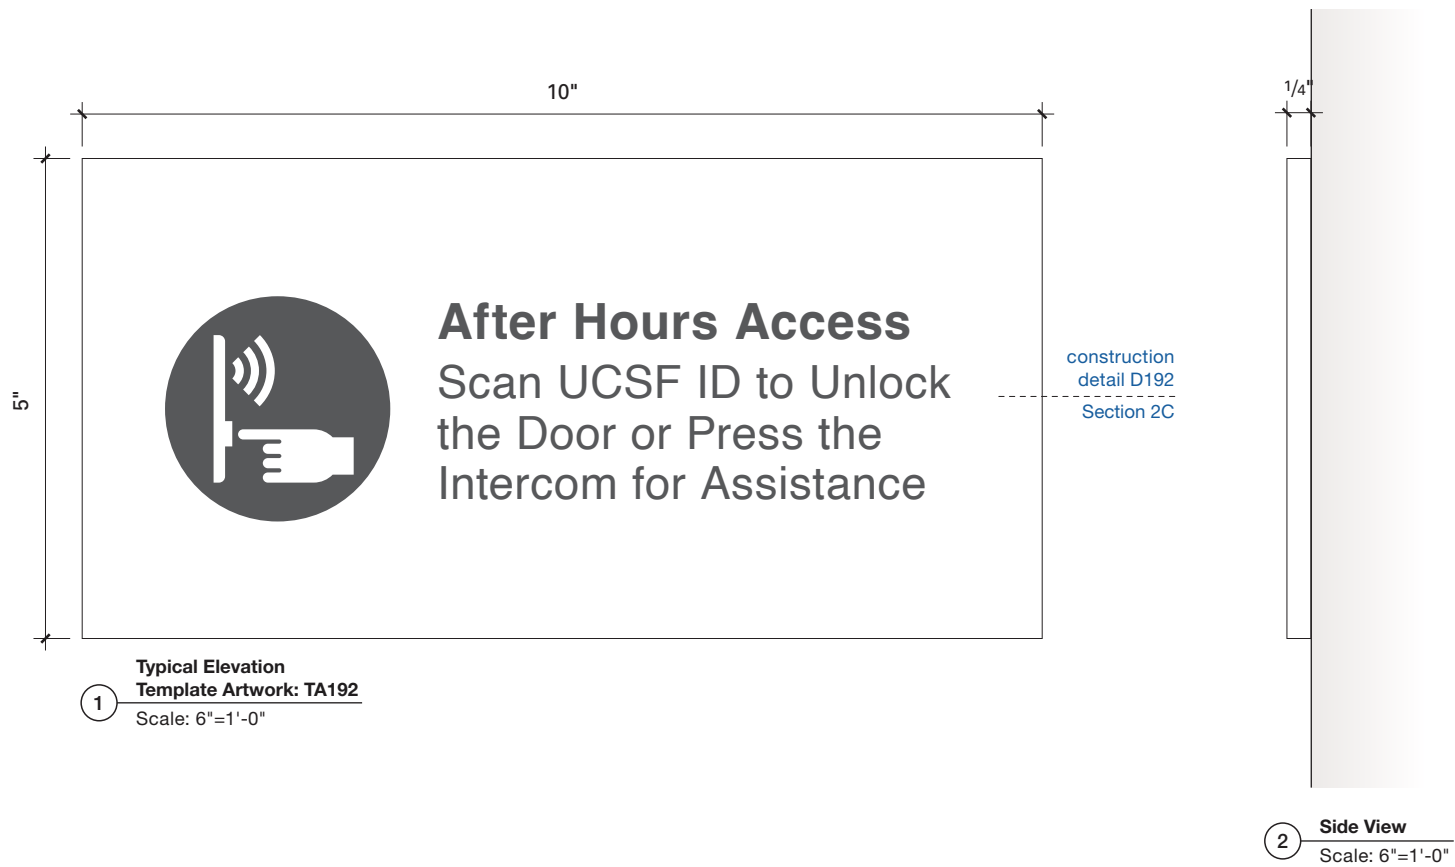 10"
1/4"
5"
After Hours Access
Scan UCSF ID to Unlock
the Door or Press the
Intercom for Assistance
construction
detail D192
Section 2C
1
Typical Elevation
Template Artwork: TA192
Scale: 6"=1'-0"
2
Side View
Scale: 6"=1'-0"